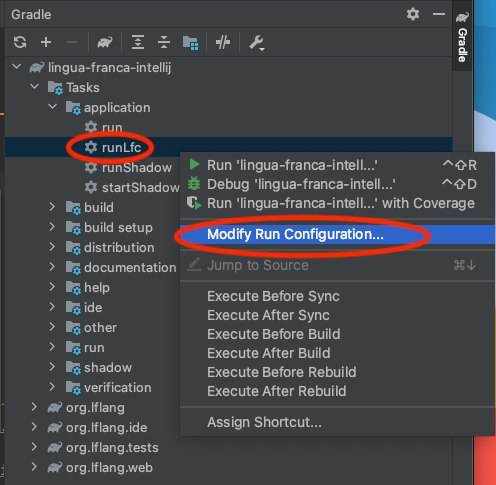 Gradle
Gradle
lingua-franca-intellij
Tasks
application
run
runLfc
runShadow
startShadow
build
build setup
distribution
documentation
help
ide
other
run
shadow
verification
org.lflang
org.lflang.ide
org.lflang.tests
org.lflang.web
Run 'lingua-franca-intell...' ^⇧R
Debug 'lingua-franca-intell...' ^⇧D
Run 'lingua-franca-intell...' with Coverage
Modify Run Configuration...
Jump to Source ⌘↓
Execute Before Sync
Execute After Sync
Execute Before Build
Execute After Build
Execute Before Rebuild
Execute After Rebuild
Assign Shortcut...